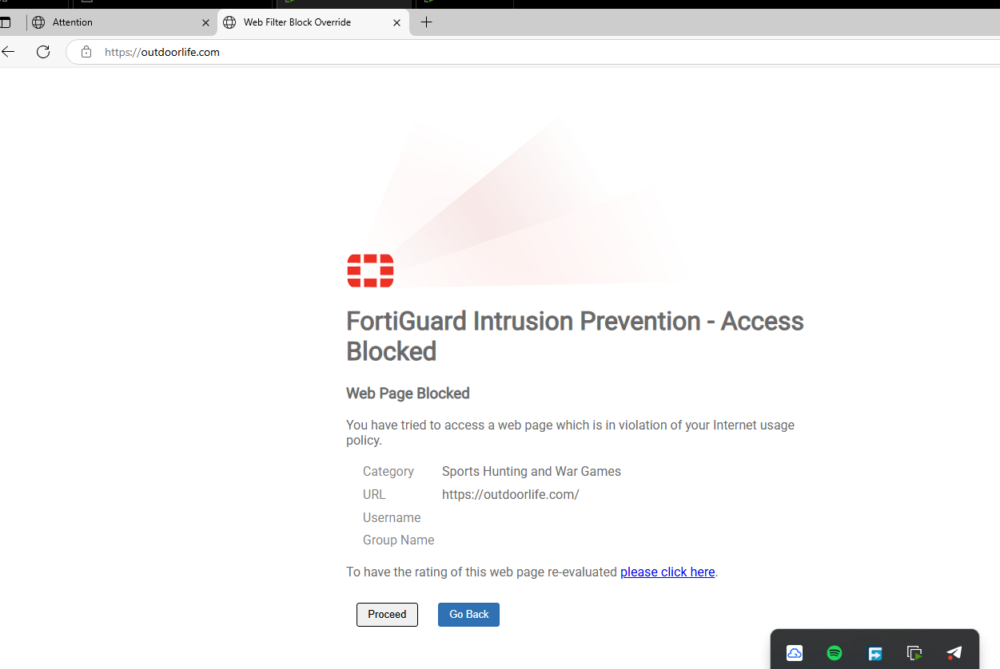 Attention
Web Filter Block Override
https://outdoorlife.com
FortiGuard Intrusion Prevention - Access
Blocked
Web Page Blocked
You have tried to access a web page which is in violation of your Internet usage
policy.
Category Sports Hunting and War Games
URL https://outdoorlife.com/
Username
Group Name
To have the rating of this web page re-evaluated please click here.
Proceed Go Back